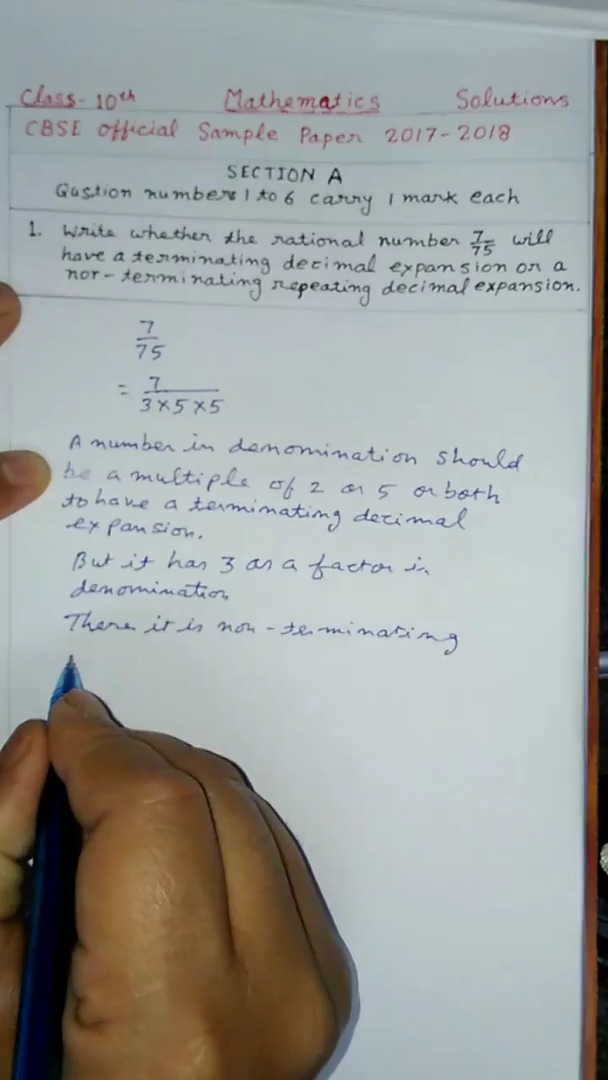 Class-10th Mathematics Solutions
CBSE official Sample Paper 2017-2018
SECTION A
Qustion numbers 1 to 6 carry 1 mark each
1. Write whether the rational number 7/75 will
have a terminating decimal expansion or a
nor-terminating repeating decimal expansion.
7/75
= 7/3×5×5
A number in denomination should
be a multiple of 2 or 5 or both
to have a terminating decimal
expansion.
But it has 3 as a factor in
denomination
There it is non-terminating